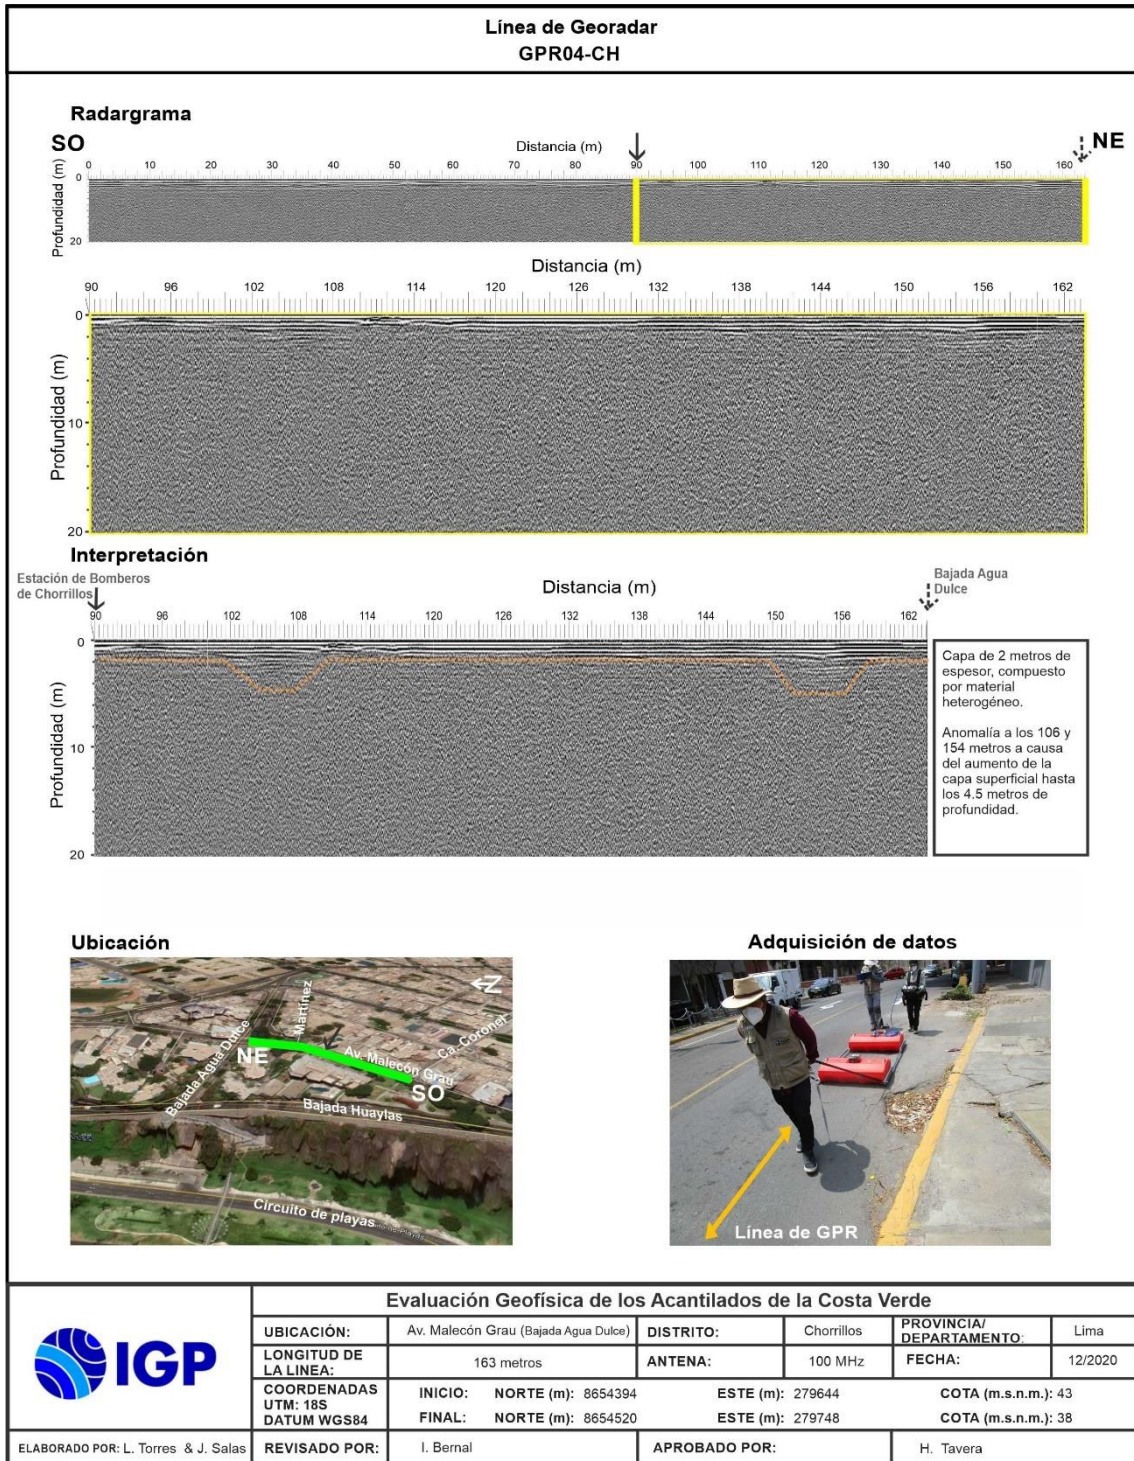 Línea de Georadar
GPR04-CH
Radargrama
SO
NE
Distancia (m)
0 10 20 30 40 50 60 70 80 90 100 110 120 130 140 150 160
Profundidad (m)
0
20
Distancia (m)
90 96 102 108 114 120 126 132 138 144 150 156 162
Profundidad (m)
0
10
20
Interpretación
Estación de Bomberos
de Chorrillos
Distancia (m)
Bajada Agua
Dulce
90 96 102 108 114 120 126 132 138 144 150 156 162
Profundidad (m)
0
10
20
Capa de 2 metros de
espesor, compuesto
por material
heterogéneo.
Anomalía a los 106 y
154 metros a causa
del aumento de la
capa superficial hasta
los 4.5 metros de
profundidad.
Ubicación
N
Martínez
Bajada Agua Dulce
NE
Av. Malecón Grau
Ca. Coronel
SO
Bajada Huaylas
Circuito de playas
Adquisición de datos
Línea de GPR
IGP
Evaluación Geofísica de los Acantilados de la Costa Verde
UBICACIÓN: Av. Malecón Grau (Bajada Agua Dulce) DISTRITO: Chorrillos PROVINCIA/ DEPARTAMENTO: Lima
LONGITUD DE LA LINEA: 163 metros ANTENA: 100 MHz FECHA: 12/2020
COORDENADAS UTM: 18S DATUM WGS84
INICIO: NORTE (m): 8654394 ESTE (m): 279644 COTA (m.s.n.m.): 43
FINAL: NORTE (m): 8654520 ESTE (m): 279748 COTA (m.s.n.m.): 38
ELABORADO POR: L. Torres & J. Salas REVISADO POR: I. Bernal APROBADO POR: H. Tavera